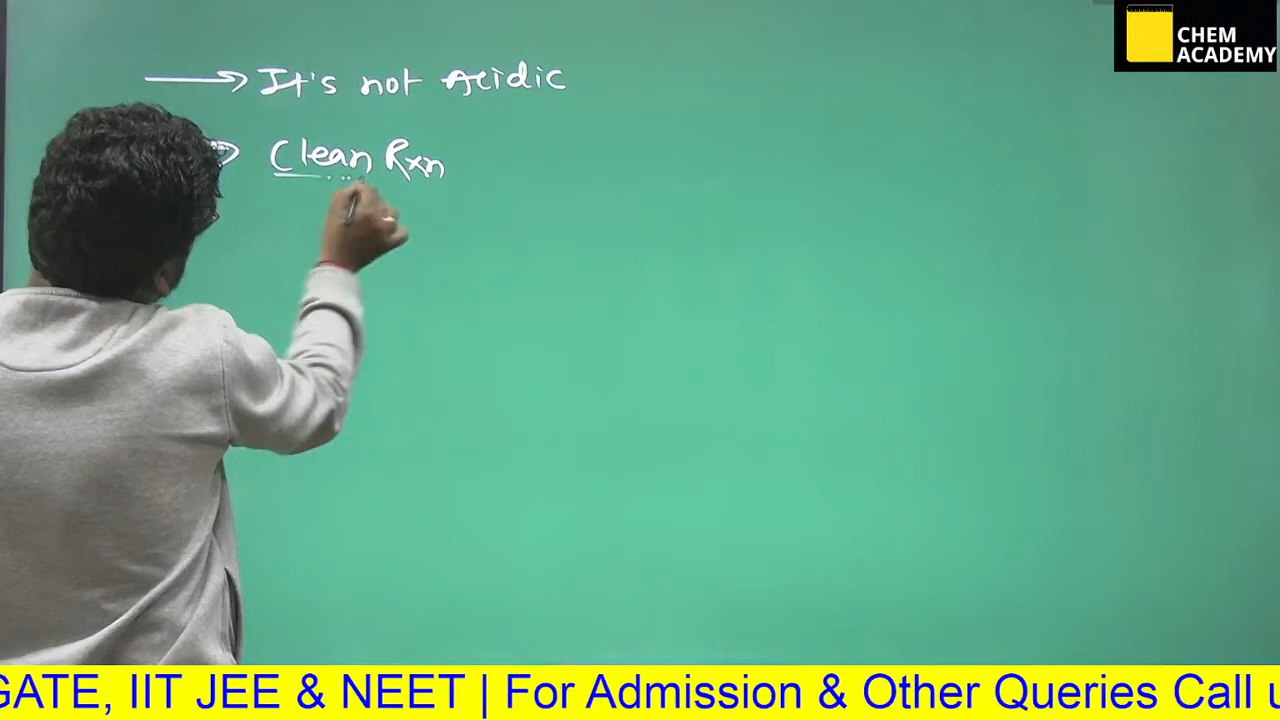 CHEM
ACADEMY
It's not Acidic
Clean Rxn
GATE, IIT JEE & NEET | For Admission & Other Queries Call u